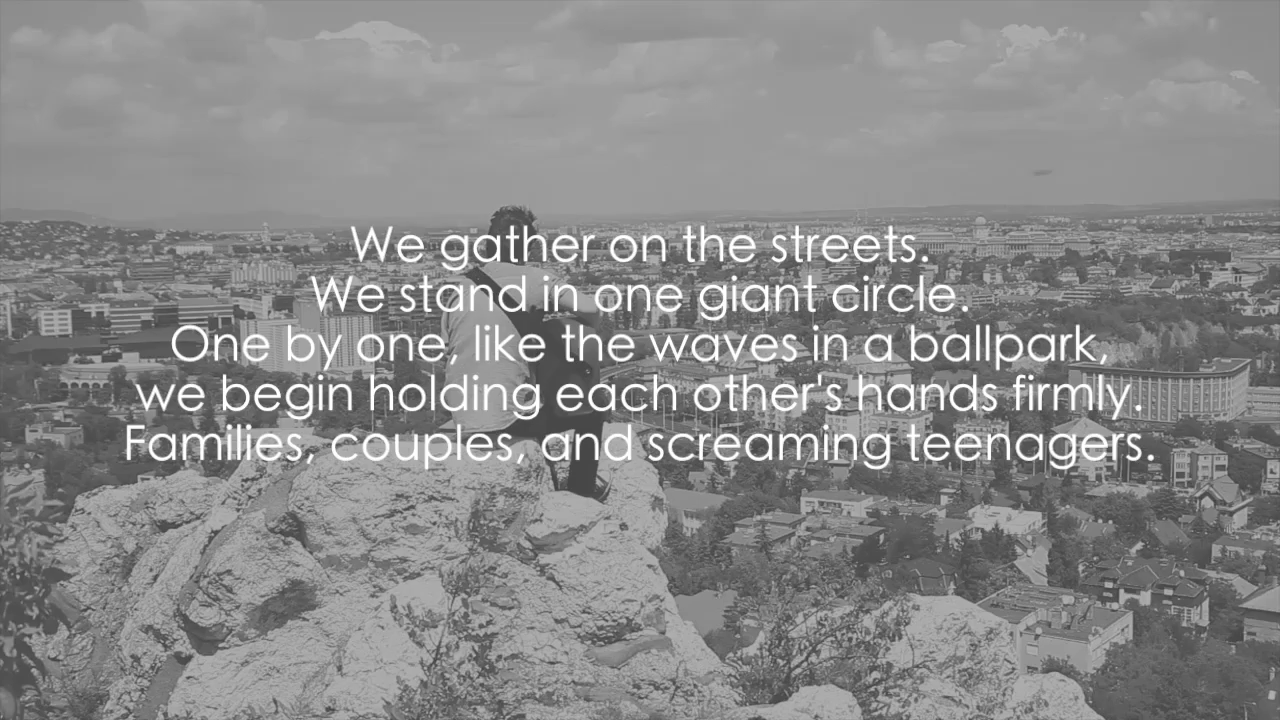 We gather on the streets.
We stand in one giant circle.
One by one, like the waves in a ballpark,
we begin holding each other's hands firmly.
Families, couples, and screaming teenagers.